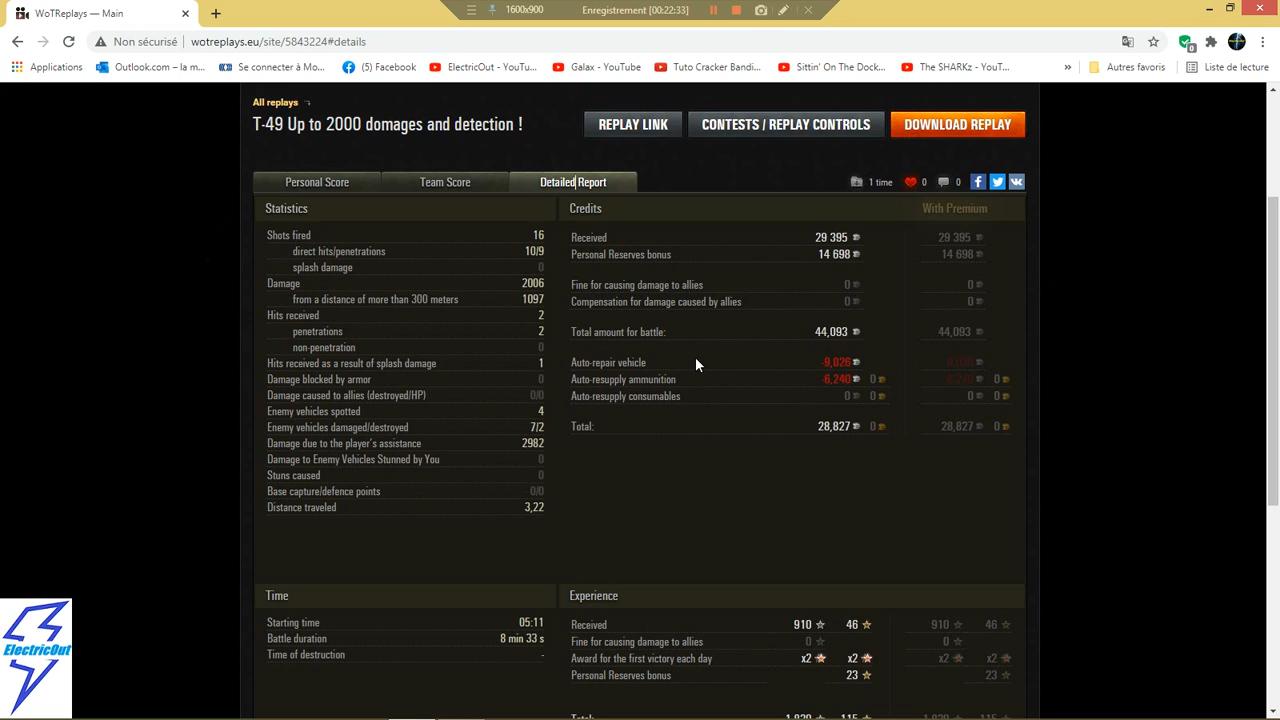 WoTReplays — Main
1600x900
Enregistrement [00:22:33]
Non sécurisé
wotreplays.eu/site/5843224#details
Applications
Outlook.com – la m...
Se connecter à Mo...
(5) Facebook
ElectricOut - YouTu...
Galax - YouTube
Tuto Cracker Bandi...
Sittin' On The Dock...
The SHARKz - YouT...
»
Autres favoris
Liste de lecture
All replays →
T-49 Up to 2000 domages and detection !
REPLAY LINK
CONTESTS / REPLAY CONTROLS
DOWNLOAD REPLAY
Personal Score
Team Score
Detailed Report
1 time
0
0
Statistics
Shots fired 16
direct hits/penetrations 10/9
splash damage 0
Damage 2006
from a distance of more than 300 meters 1097
Hits received 2
penetrations 2
non-penetration 0
Hits received as a result of splash damage 1
Damage blocked by armor 0
Damage caused to allies (destroyed/HP) 0/0
Enemy vehicles spotted 4
Enemy vehicles damaged/destroyed 7/2
Damage due to the player's assistance 2982
Damage to Enemy Vehicles Stunned by You 0
Stuns caused 0
Base capture/defence points 0/0
Distance traveled 3,22
Credits With Premium
Received 29 395 29 395
Personal Reserves bonus 14 698 14 698
Fine for causing damage to allies 0 0
Compensation for damage caused by allies 0 0
Total amount for battle: 44,093 44,093
Auto-repair vehicle -9,026
Auto-resupply ammunition -6,240 0 0
Auto-resupply consumables 0 0 0 0
Total: 28,827 0 28,827 0
Time
Starting time 05:11
Battle duration 8 min 33 s
Time of destruction -
Experience
Received 910 46 910 46
Fine for causing damage to allies 0 0
Award for the first victory each day x2 x2 x2 x2
Personal Reserves bonus 23 23
ElectricOut